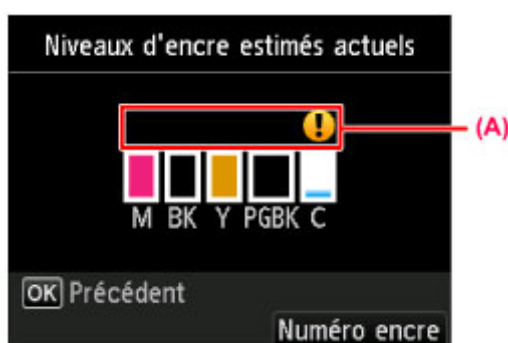 Niveaux d'encre estimés actuels
(A)
M BK Y PGBK C
OK Précédent
Numéro encre